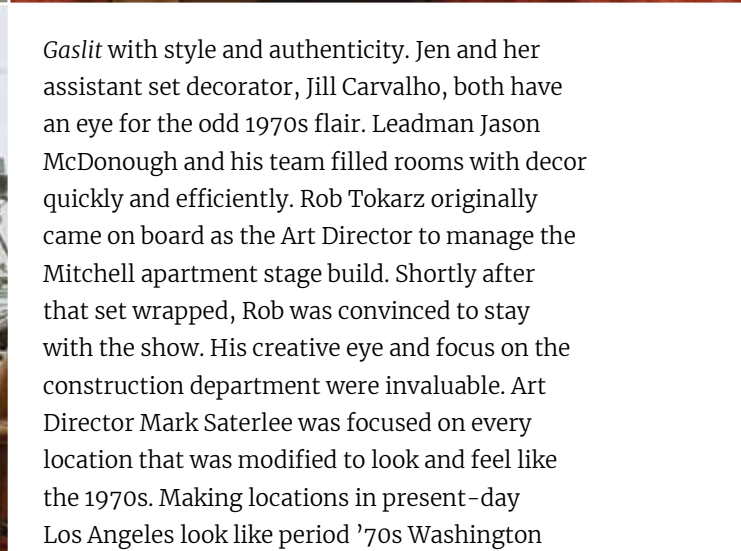 Gaslit with style and authenticity. Jen and her
assistant set decorator, Jill Carvalho, both have
an eye for the odd 1970s flair. Leadman Jason
McDonough and his team filled rooms with decor
quickly and efficiently. Rob Tokarz originally
came on board as the Art Director to manage the
Mitchell apartment stage build. Shortly after
that set wrapped, Rob was convinced to stay
with the show. His creative eye and focus on the
construction department were invaluable. Art
Director Mark Saterlee was focused on every
location that was modified to look and feel like
the 1970s. Making locations in present-day
Los Angeles look like period ’70s Washington